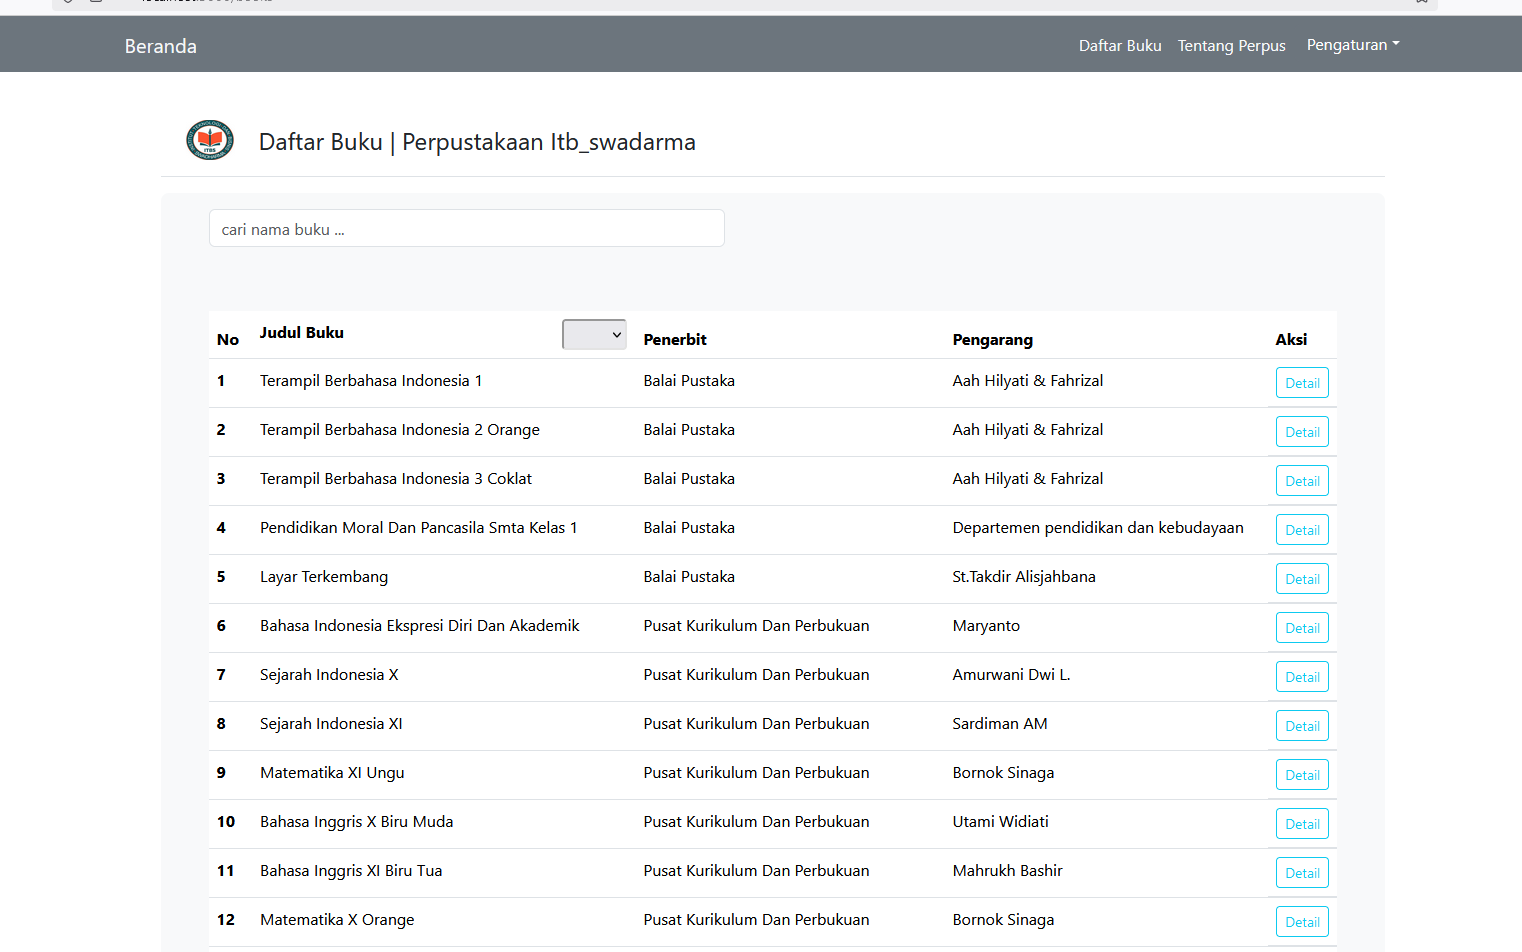 Beranda Daftar Buku Tentang Perpus Pengaturan
ITBS
Daftar Buku | Perpustakaan Itb_swadarma
cari nama buku ...
No Judul Buku Penerbit Pengarang Aksi
1 Terampil Berbahasa Indonesia 1 Balai Pustaka Aah Hilyati & Fahrizal Detail
2 Terampil Berbahasa Indonesia 2 Orange Balai Pustaka Aah Hilyati & Fahrizal Detail
3 Terampil Berbahasa Indonesia 3 Coklat Balai Pustaka Aah Hilyati & Fahrizal Detail
4 Pendidikan Moral Dan Pancasila Smta Kelas 1 Balai Pustaka Departemen pendidikan dan kebudayaan Detail
5 Layar Terkembang Balai Pustaka St.Takdir Alisjahbana Detail
6 Bahasa Indonesia Ekspresi Diri Dan Akademik Pusat Kurikulum Dan Perbukuan Maryanto Detail
7 Sejarah Indonesia X Pusat Kurikulum Dan Perbukuan Amurwani Dwi L. Detail
8 Sejarah Indonesia XI Pusat Kurikulum Dan Perbukuan Sardiman AM Detail
9 Matematika XI Ungu Pusat Kurikulum Dan Perbukuan Bornok Sinaga Detail
10 Bahasa Inggris X Biru Muda Pusat Kurikulum Dan Perbukuan Utami Widiati Detail
11 Bahasa Inggris XI Biru Tua Pusat Kurikulum Dan Perbukuan Mahrukh Bashir Detail
12 Matematika X Orange Pusat Kurikulum Dan Perbukuan Bornok Sinaga Detail